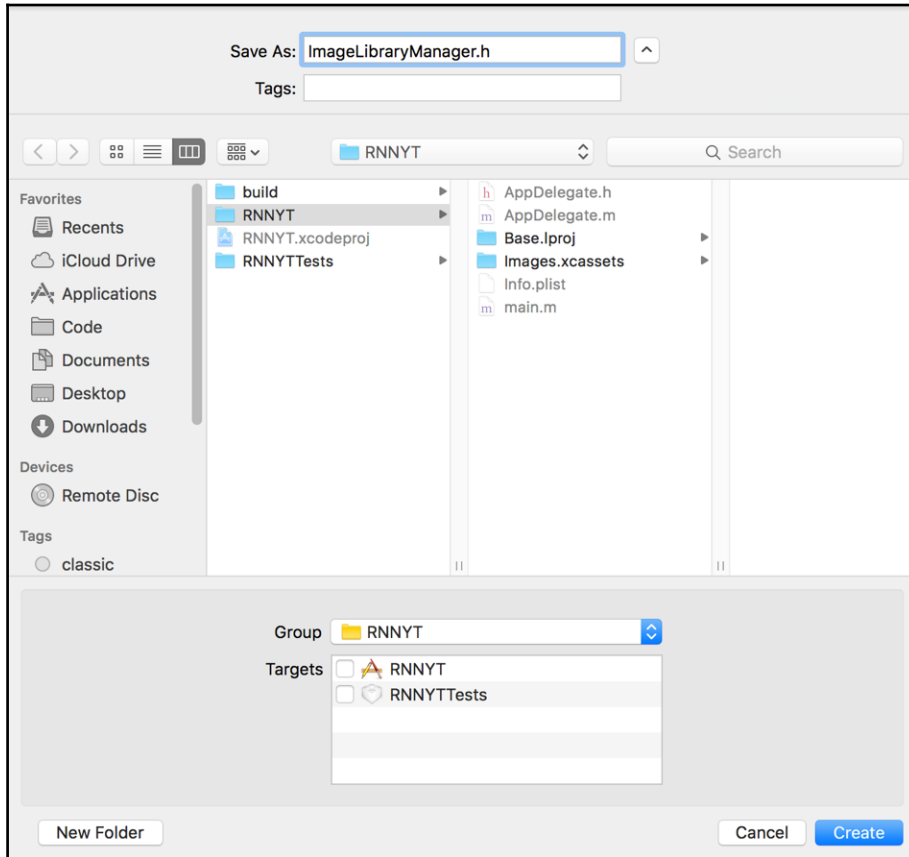 Save As: ImageLibraryManager.h
Tags:
RNNYT
Search
Favorites
Recents
iCloud Drive
Applications
Code
Documents
Desktop
Downloads
Devices
Remote Disc
Tags
classic
build
RNNYT
RNNYT.xcodeproj
RNNYTTests
h AppDelegate.h
m AppDelegate.m
Base.lproj
Images.xcassets
Info.plist
m main.m
Group RNNYT
Targets RNNYT
RNNYTTests
New Folder
Cancel
Create